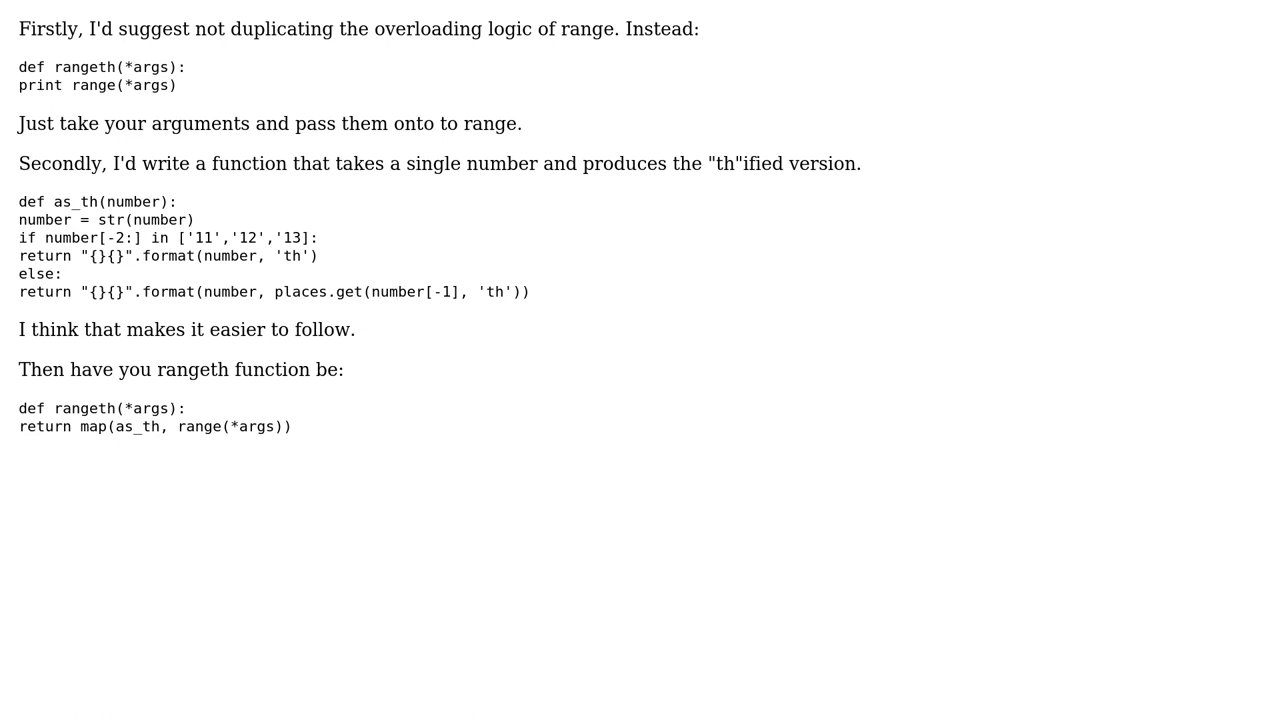 Firstly, I'd suggest not duplicating the overloading logic of range. Instead:
def rangeth(*args):
print range(*args)
Just take your arguments and pass them onto to range.
Secondly, I'd write a function that takes a single number and produces the "th"ified version.
def as_th(number):
number = str(number)
if number[-2:] in ['11','12','13]:
return "{}{}".format(number, 'th')
else:
return "{}{}".format(number, places.get(number[-1], 'th'))
I think that makes it easier to follow.
Then have you rangeth function be:
def rangeth(*args):
return map(as_th, range(*args))